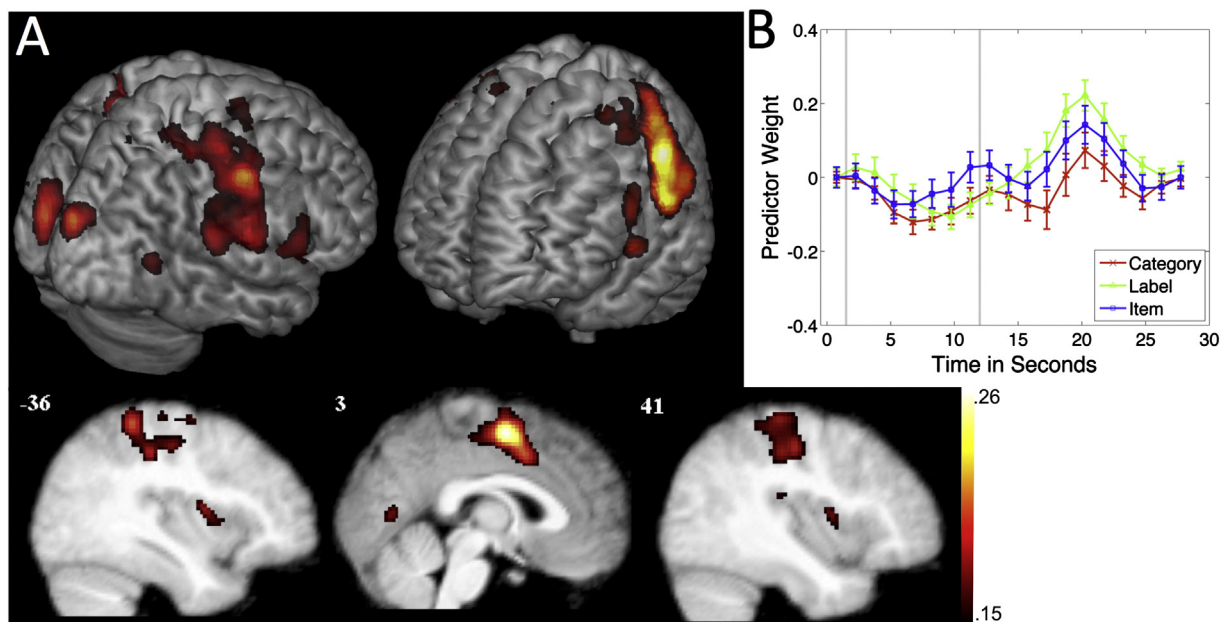 A
B
Predictor Weight
0.4
0.2
0
-0.2
-0.4
Category
Label
Item
0 5 10 15 20 25 30
Time in Seconds
-36
3
41
.26
.15